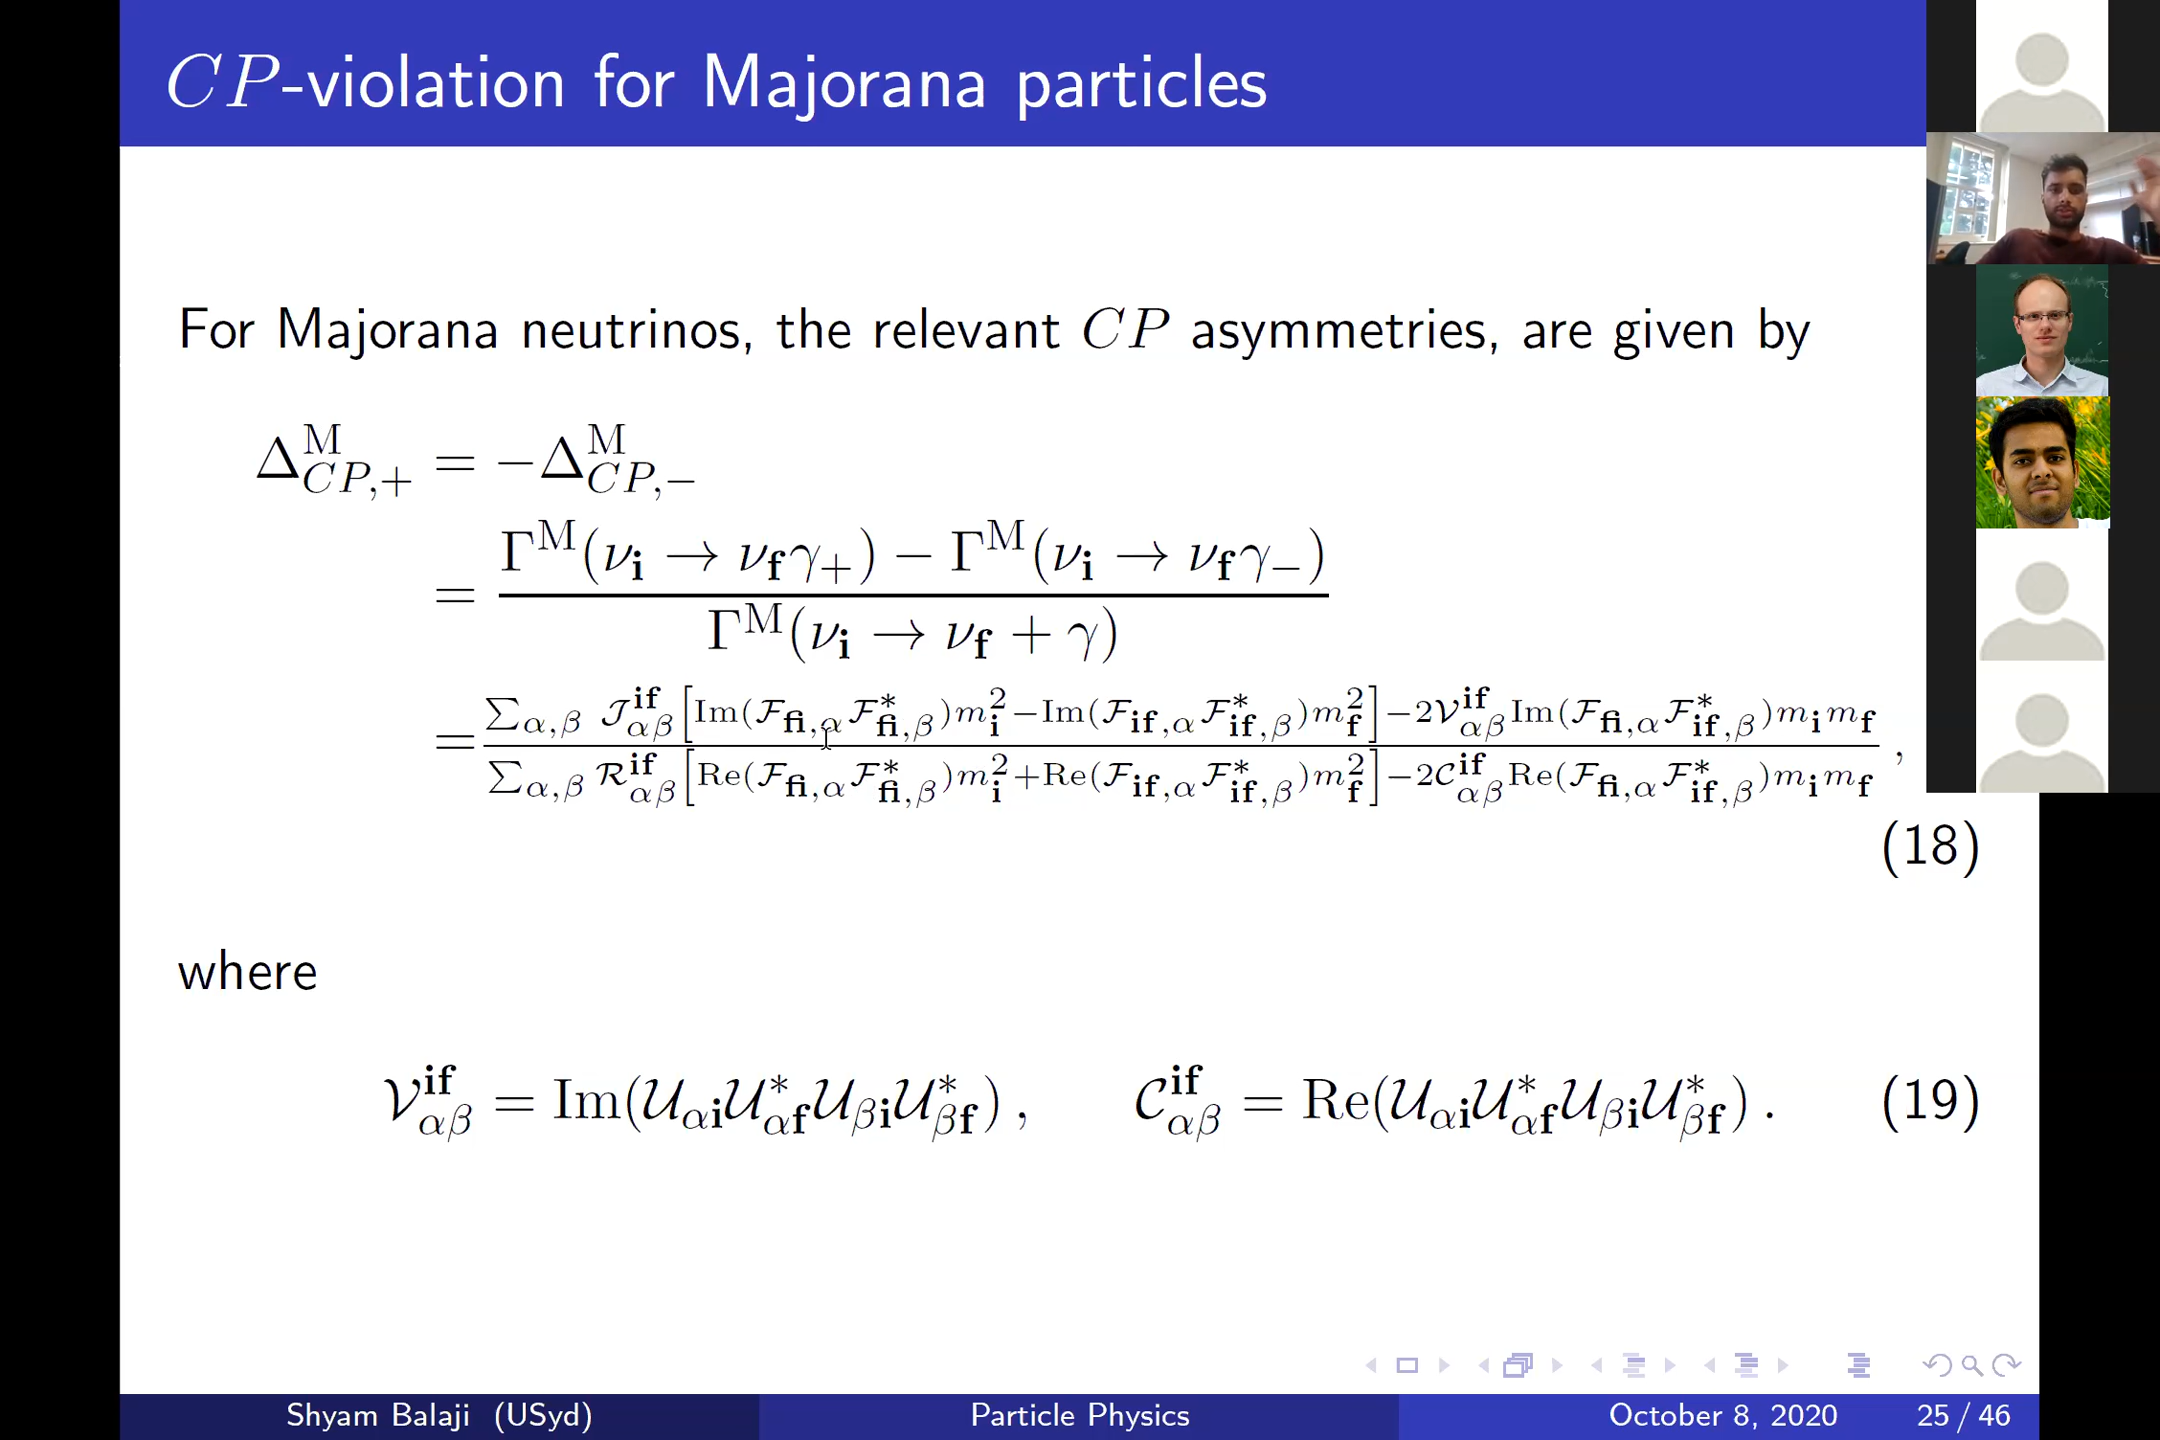 CP-violation for Majorana particles
For Majorana neutrinos, the relevant CP asymmetries, are given by
Δ^M_{CP,+} = −Δ^M_{CP,−}
= \frac{Γ^M(ν_i → ν_f γ_+) − Γ^M(ν_i → ν_f γ_−)}{Γ^M(ν_i → ν_f + γ)}
= \frac{∑_{α,β} 𝒥^{if}_{αβ}[Im(ℱ_{fi,α}ℱ^*_{fi,β})m_i^2−Im(ℱ_{if,α}ℱ^*_{if,β})m_f^2]−2𝒱^{if}_{αβ}Im(ℱ_{fi,α}ℱ^*_{if,β})m_i m_f}{∑_{α,β} ℛ^{if}_{αβ}[Re(ℱ_{fi,α}ℱ^*_{fi,β})m_i^2+Re(ℱ_{if,α}ℱ^*_{if,β})m_f^2]−2𝒞^{if}_{αβ}Re(ℱ_{fi,α}ℱ^*_{if,β})m_i m_f} ,
(18)
where
𝒱^{if}_{αβ} = Im(𝒰_{αi}𝒰^*_{αf}𝒰_{βi}𝒰^*_{βf}) , 𝒞^{if}_{αβ} = Re(𝒰_{αi}𝒰^*_{αf}𝒰_{βi}𝒰^*_{βf}) . (19)
Shyam Balaji (USyd) Particle Physics October 8, 2020 25 / 46